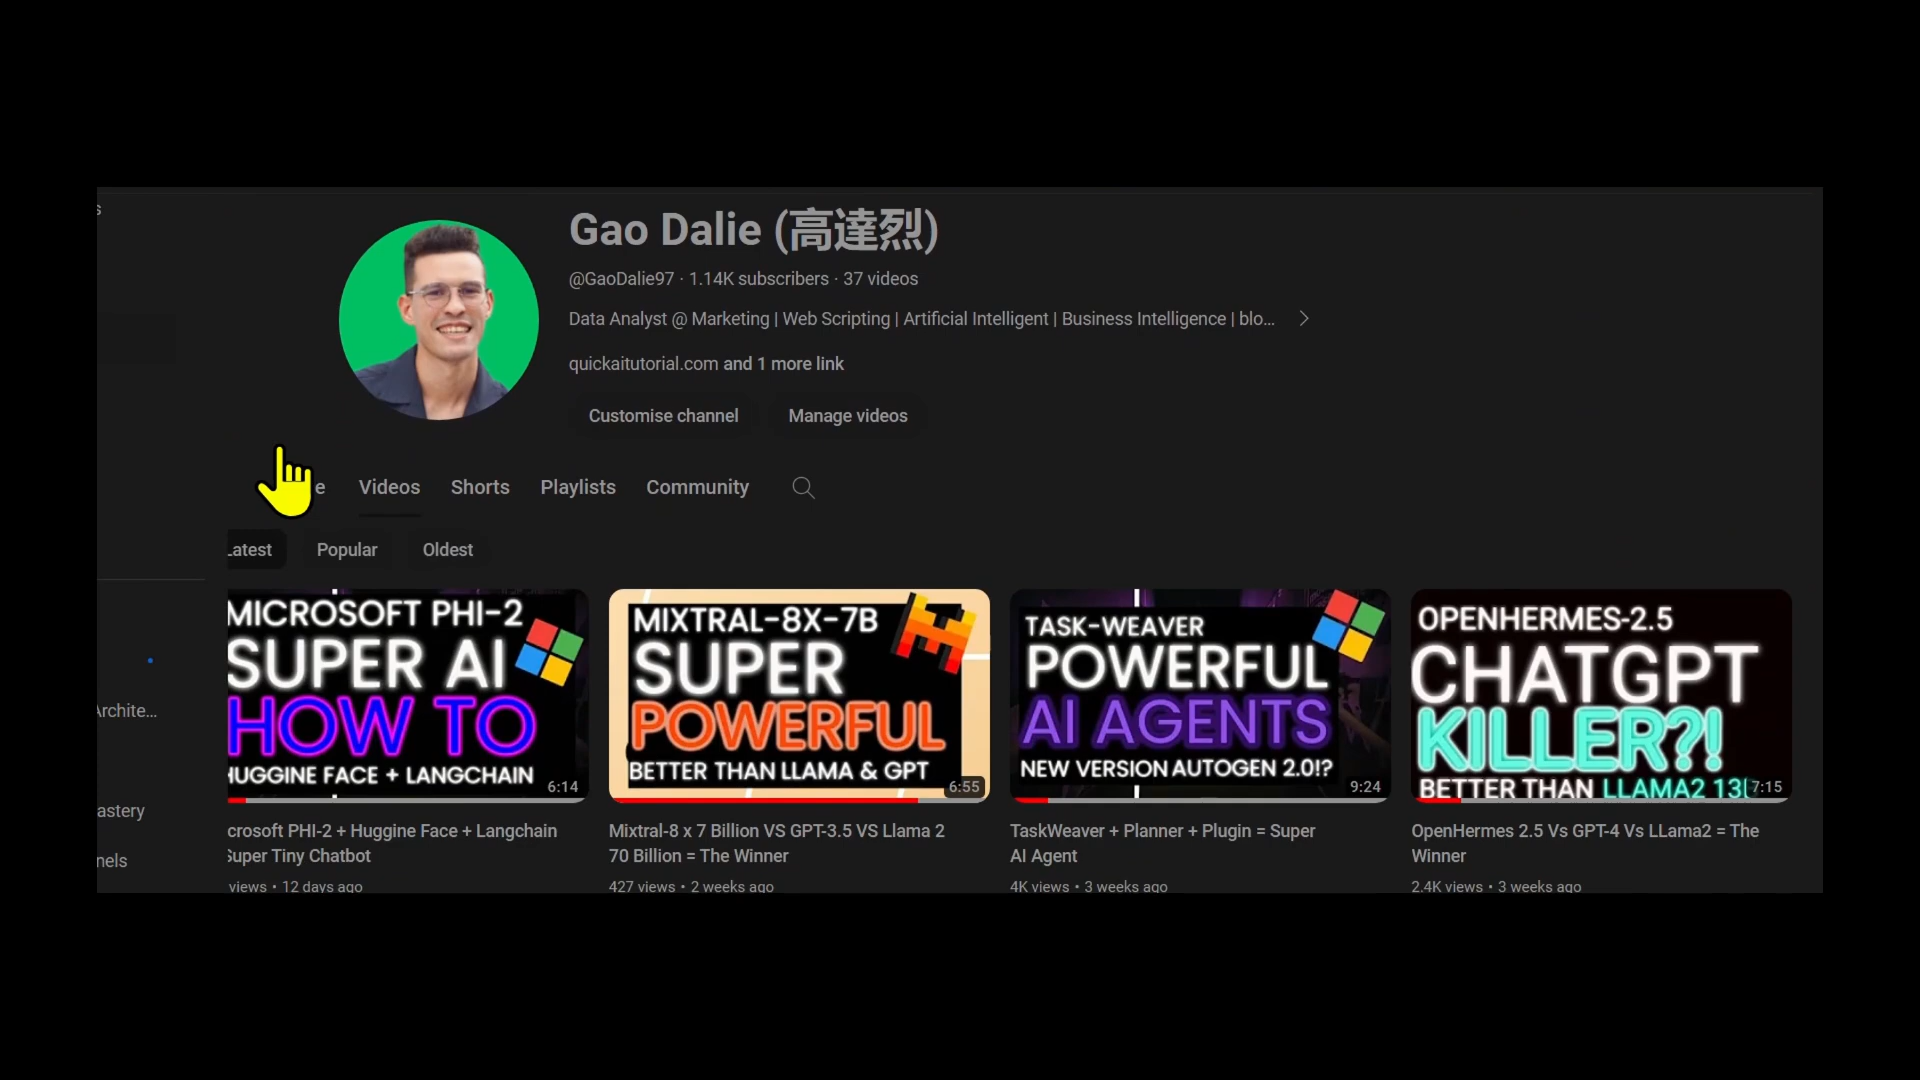 s
Gao Dalie (高達烈)
@GaoDalie97 · 1.14K subscribers · 37 videos
Data Analyst @ Marketing | Web Scripting | Artificial Intelligent | Business Intelligence | blo...
quickaitutorial.com and 1 more link
Customise channel Manage videos
e Videos Shorts Playlists Community
Latest Popular Oldest
MICROSOFT PHI-2
SUPER AI
HOW TO
HUGGINE FACE + LANGCHAIN
6:14
MIXTRAL-8X-7B
SUPER
POWERFUL
BETTER THAN LLAMA & GPT
6:55
TASK-WEAVER
POWERFUL
AI AGENTS
NEW VERSION AUTOGEN 2.0!?
9:24
OPENHERMES-2.5
CHATGPT
KILLER?!
BETTER THAN LLAMA2 13
7:15
Archite...
astery
nels
crosoft PHI-2 + Huggine Face + Langchain
Super Tiny Chatbot
views • 12 days ago
Mixtral-8 x 7 Billion VS GPT-3.5 VS Llama 2
70 Billion = The Winner
427 views • 2 weeks ago
TaskWeaver + Planner + Plugin = Super
AI Agent
4K views • 3 weeks ago
OpenHermes 2.5 Vs GPT-4 Vs LLama2 = The
Winner
2.4K views • 3 weeks ago